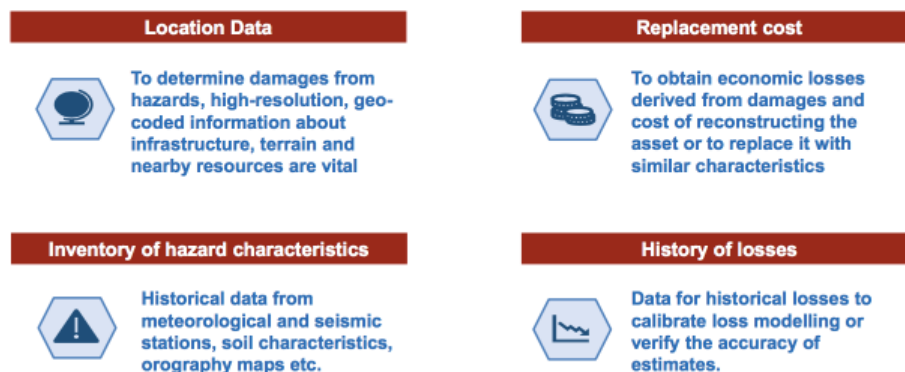 Location Data
To determine damages from
hazards, high-resolution, geo-
coded information about
infrastructure, terrain and
nearby resources are vital
Replacement cost
To obtain economic losses
derived from damages and
cost of reconstructing the
asset or to replace it with
similar characteristics
Inventory of hazard characteristics
Historical data from
meteorological and seismic
stations, soil characteristics,
orography maps etc.
History of losses
Data for historical losses to
calibrate loss modelling or
verify the accuracy of
estimates.